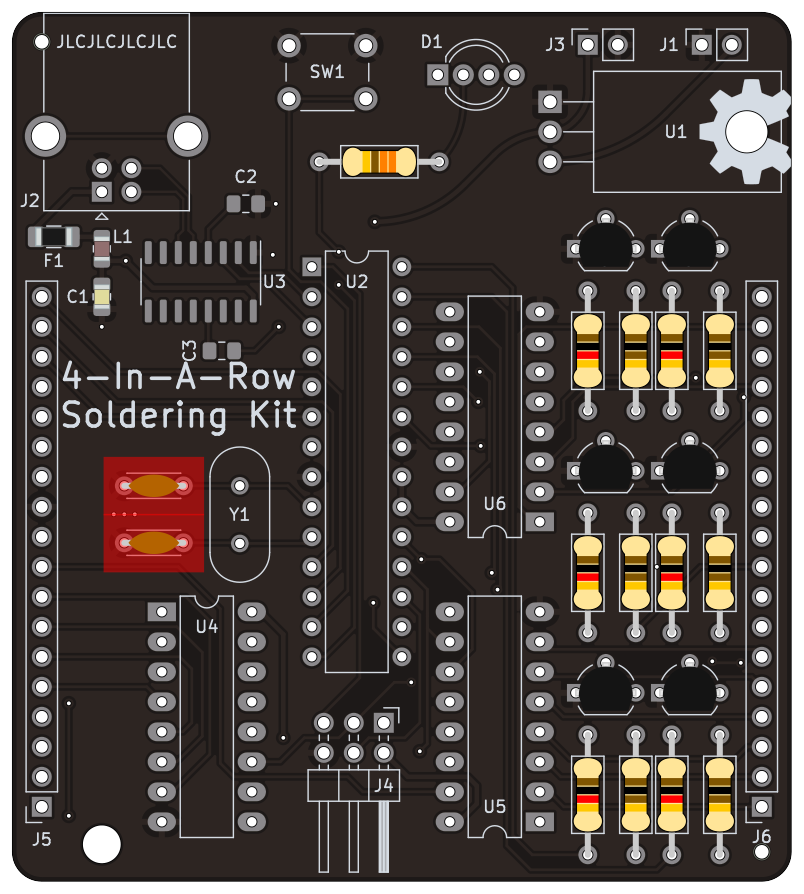 JLCJLCJLCJLC
SW1
D1
J3
J1
U1
C2
J2
L1
F1
U3
U2
C1
C3
4-In-A-Row
Soldering Kit
U6
Y1
U4
J4
U5
J5
J6